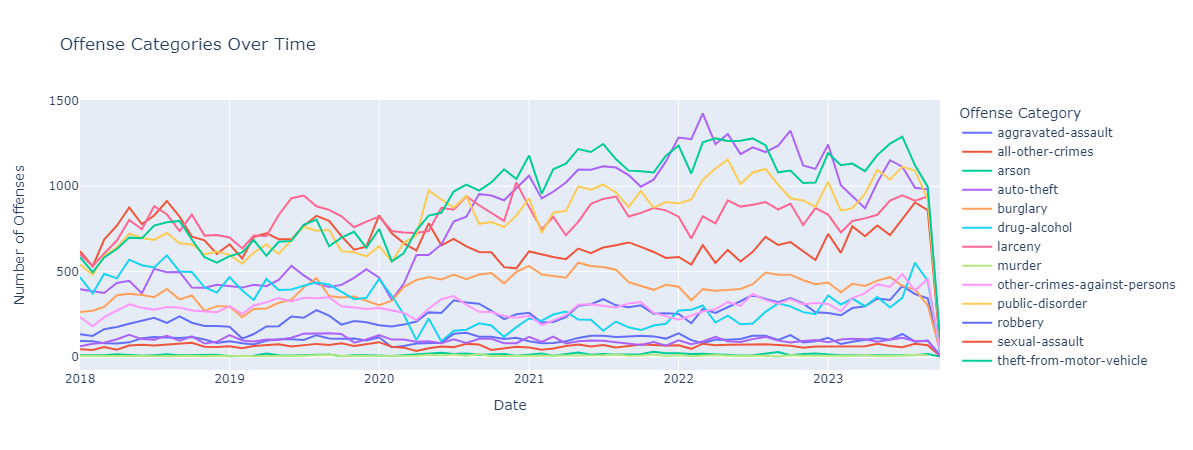 Offense Categories Over Time
Number of Offenses
1500
1000
500
0
2018
2019
2020
2021
2022
2023
Date
Offense Category
aggravated-assault
all-other-crimes
arson
auto-theft
burglary
drug-alcohol
larceny
murder
other-crimes-against-persons
public-disorder
robbery
sexual-assault
theft-from-motor-vehicle